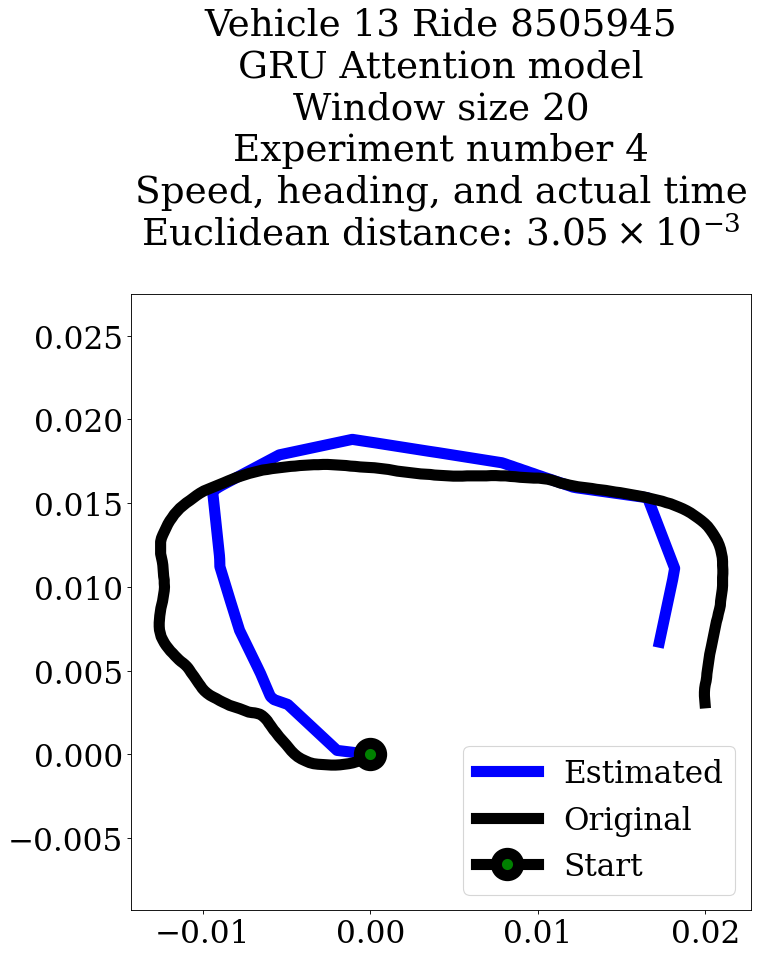 Vehicle 13 Ride 8505945
GRU Attention model
Window size 20
Experiment number 4
Speed, heading, and actual time
Euclidean distance: 3.05 × 10⁻³
0.025
0.020
0.015
0.010
0.005
0.000
−0.005
−0.01
0.00
0.01
0.02
Estimated
Original
Start